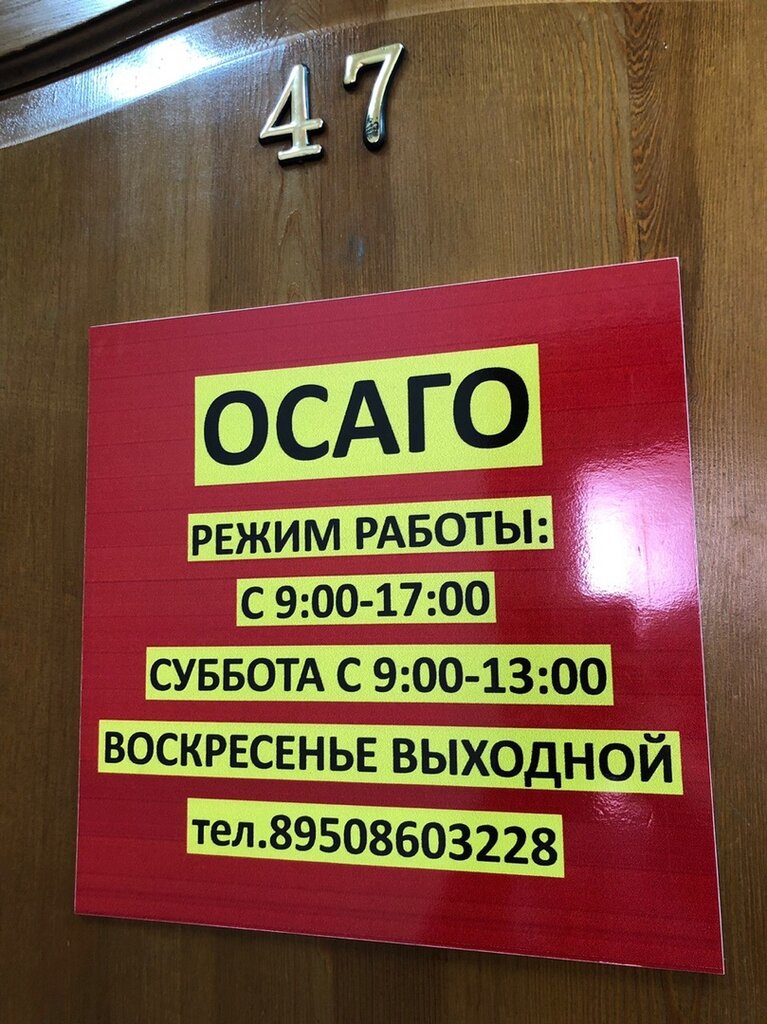 47
ОСАГО
РЕЖИМ РАБОТЫ:
С 9:00-17:00
СУББОТА С 9:00-13:00
ВОСКРЕСЕНЬЕ ВЫХОДНОЙ
тел.89508603228